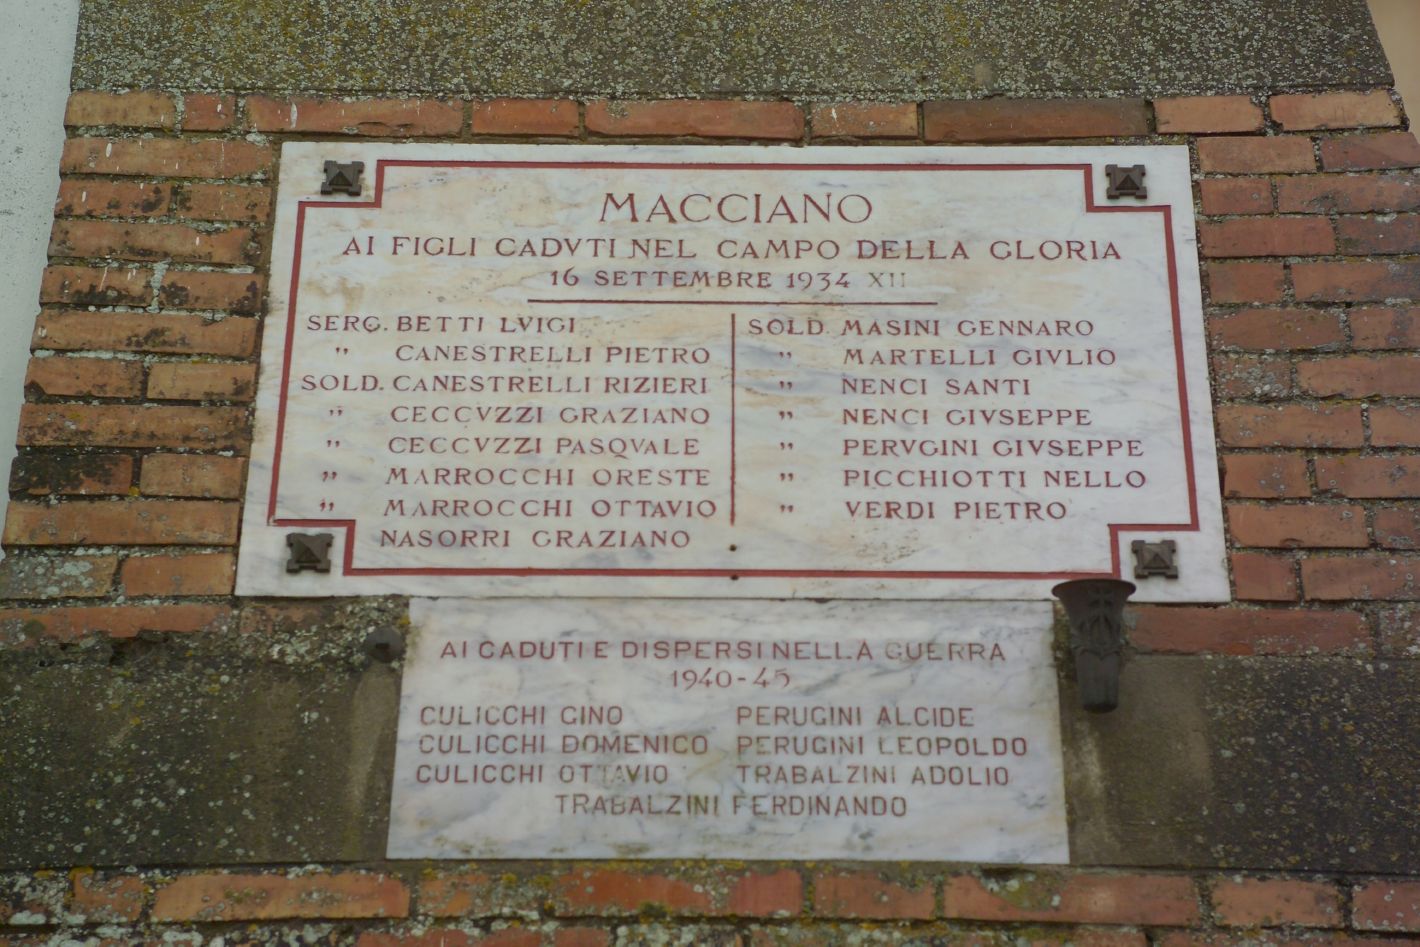 MACCIANO
AI FIGLI CADVTI NEL CAMPO DELLA GLORIA
16 SETTEMBRE 1934 XII
SERG. BETTI LVIGI
" CANESTRELLI PIETRO
SOLD. CANESTRELLI RIZIERI
" CECCVZZI GRAZIANO
" CECCVZZI PASQVALE
" MARROCCHI ORESTE
" MARROCCHI OTTAVIO
NASORRI GRAZIANO
SOLD. MASINI GENNARO
" MARTELLI GIVLIO
" NENCI SANTI
" NENCI GIVSEPPE
" PERVGINI GIVSEPPE
" PICCHIOTTI NELLO
" VERDI PIETRO
AI CADUTI E DISPERSI NELLA GUERRA
1940-45
CULICCHI GINO
CULICCHI DOMENICO
CULICCHI OTTAVIO
PERUGINI ALCIDE
PERUGINI LEOPOLDO
TRABALZINI ADOLIO
TRABALZINI FERDINANDO